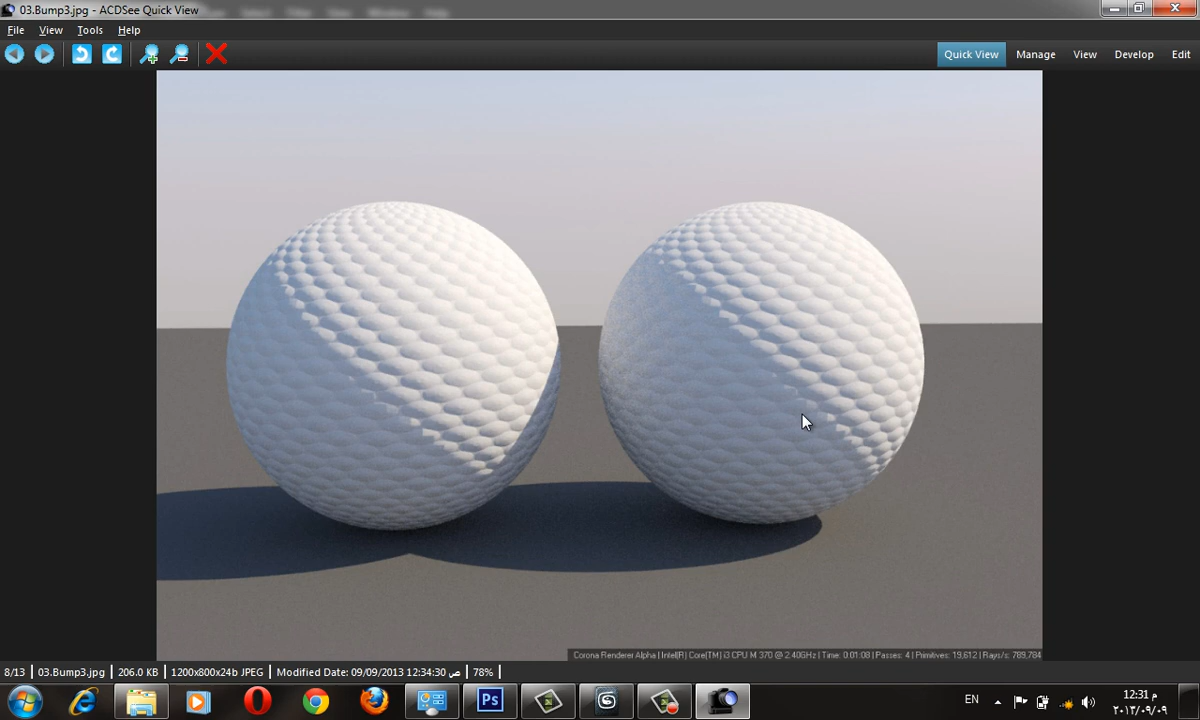 03.Bump3.jpg - ACDSee Quick View
File View Tools Help
Quick View Manage View Develop Edit
Corona Renderer Alpha | Intel(R) Core(TM) i3 CPU M 370 @ 2.40GHz | Time: 0:01:08 | Passes: 4 | Primitives: 19,612 | Rays/s: 789,784
8/13 03.Bump3.jpg 206.0 KB 1200x800x24b JPEG Modified Date: 09/09/2013 12:34:30 ص 78%
Ps
EN
12:31 م
٢٠١٣/٠٩/٠٩